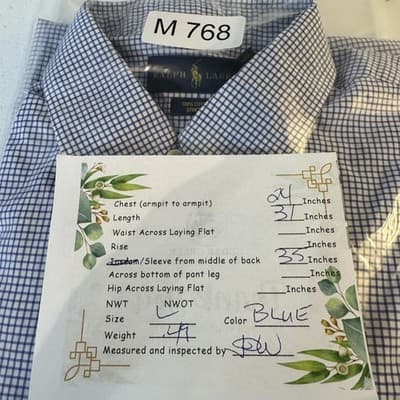 M 768
RALPH LAUREN
Chest (armpit to armpit) 24 Inches
Length 31 Inches
Waist Across Laying Flat Inches
Rise Inches
Inseam/Sleeve from middle of back 35 Inches
Across bottom of pant leg Inches
Hip Across Laying Flat Inches
NWT NWOT
Size L Color BLUE
Weight
Measured and inspected by